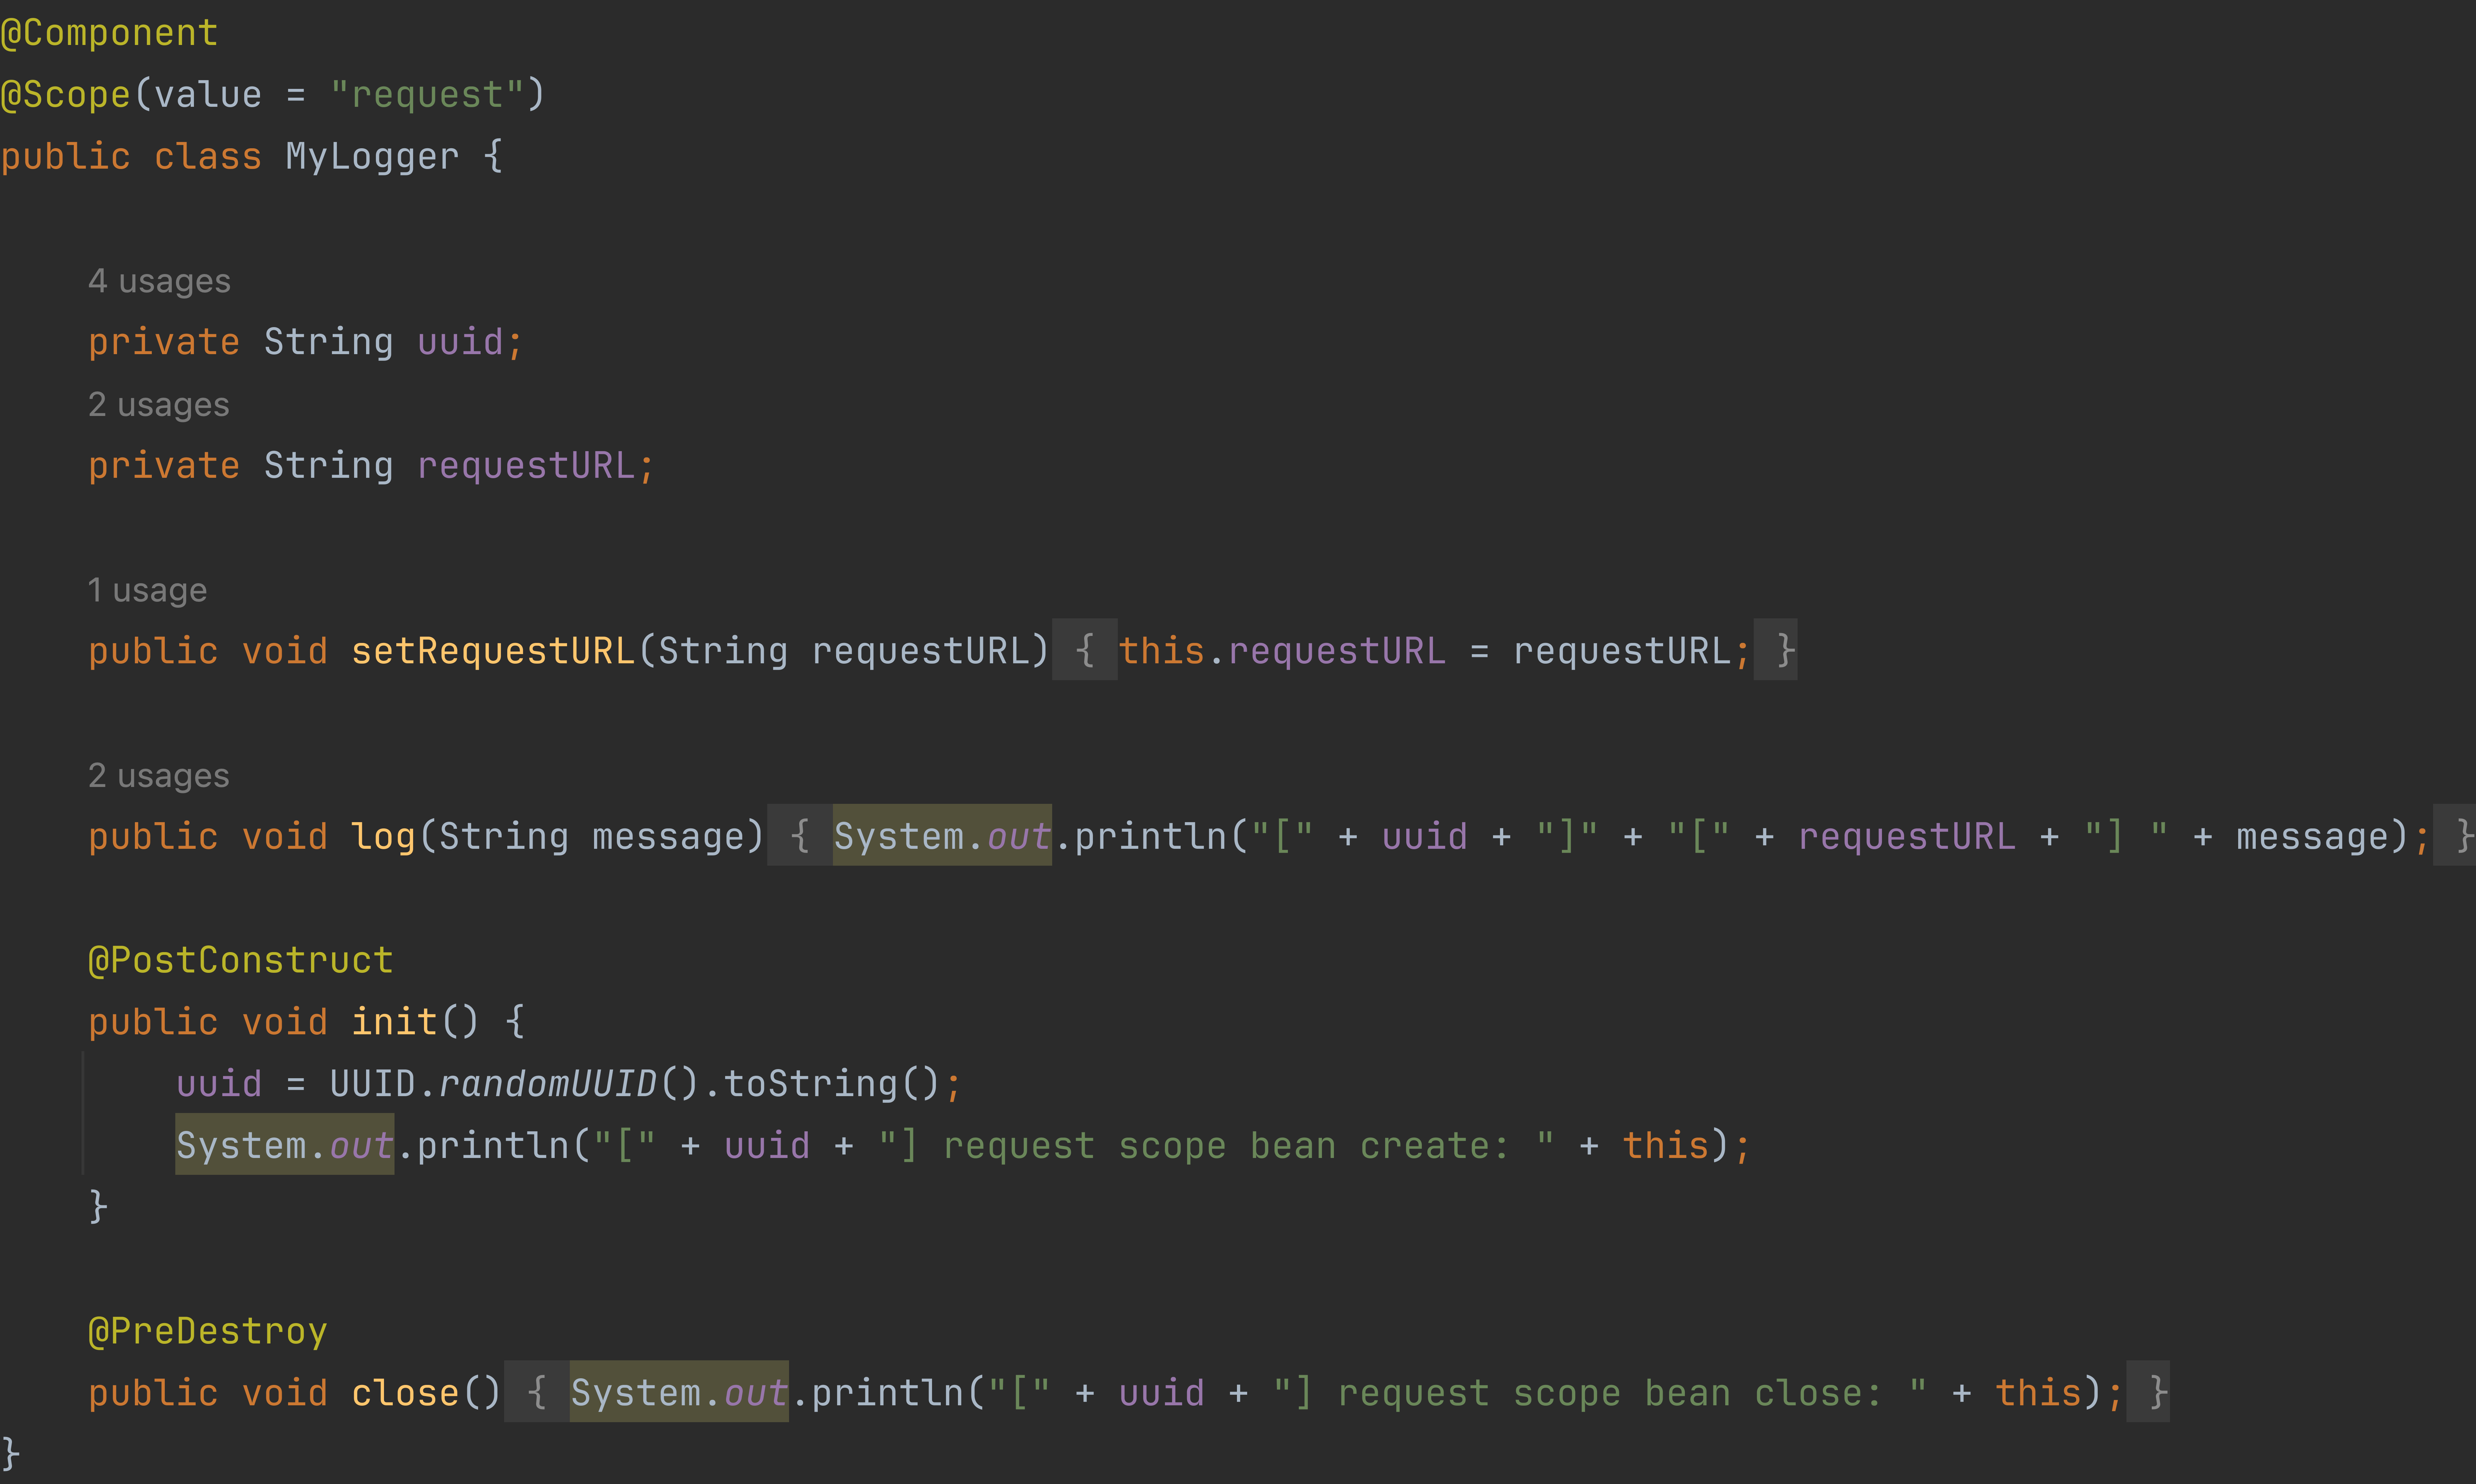 @Component
@Scope(value = "request")
public class MyLogger {
4 usages
private String uuid;
2 usages
private String requestURL;
1 usage
public void setRequestURL(String requestURL) { this.requestURL = requestURL; }
2 usages
public void log(String message) { System.out.println("[" + uuid + "]" + "[" + requestURL + "] " + message); }
@PostConstruct
public void init() {
uuid = UUID.randomUUID().toString();
System.out.println("[" + uuid + "] request scope bean create: " + this);
}
@PreDestroy
public void close() { System.out.println("[" + uuid + "] request scope bean close: " + this); }
}